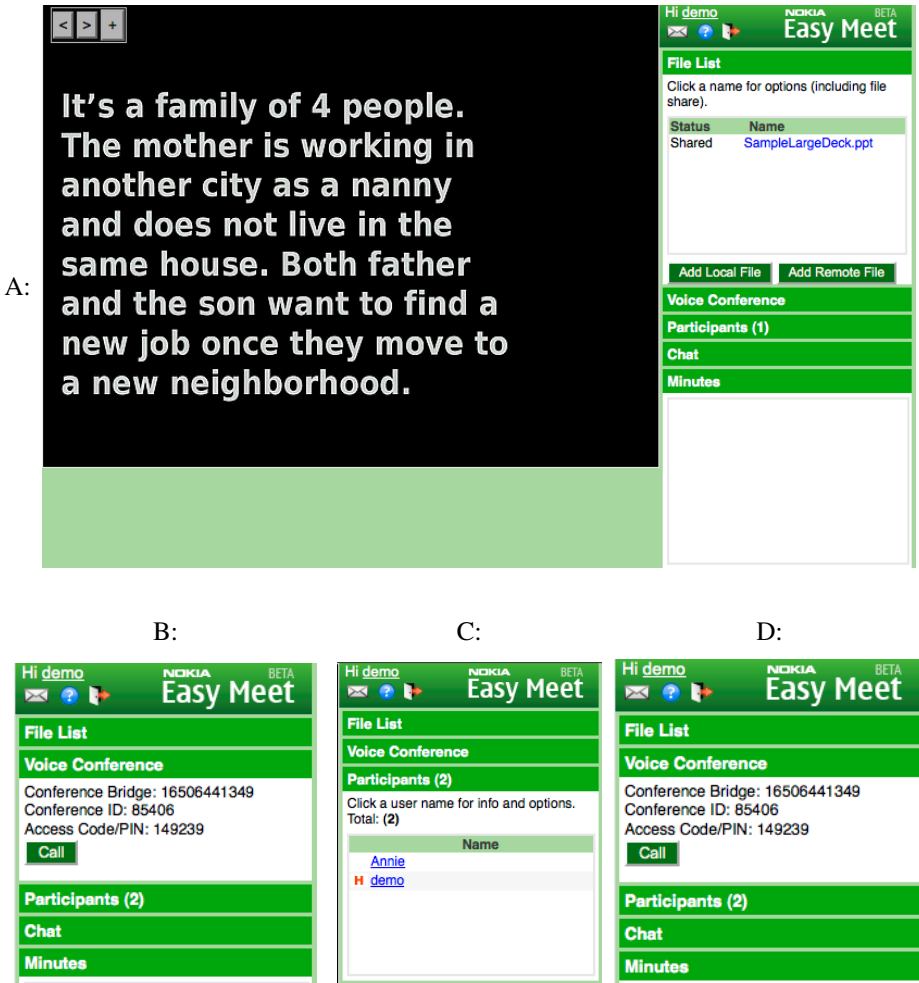 A:
< > +
It's a family of 4 people.
The mother is working in
another city as a nanny
and does not live in the
same house. Both father
and the son want to find a
new job once they move to
a new neighborhood.
Hi demo
NOKIA BETA
Easy Meet
File List
Click a name for options (including file
share).
Status Name
Shared SampleLargeDeck.ppt
Add Local File Add Remote File
Voice Conference
Participants (1)
Chat
Minutes
B:
Hi demo
NOKIA BETA
Easy Meet
File List
Voice Conference
Conference Bridge: 16506441349
Conference ID: 85406
Access Code/PIN: 149239
Call
Participants (2)
Chat
Minutes
C:
Hi demo
NOKIA BETA
Easy Meet
File List
Voice Conference
Participants (2)
Click a user name for info and options.
Total: (2)
Name
Annie
H demo
D:
Hi demo
NOKIA BETA
Easy Meet
File List
Voice Conference
Conference Bridge: 16506441349
Conference ID: 85406
Access Code/PIN: 149239
Call
Participants (2)
Chat
Minutes